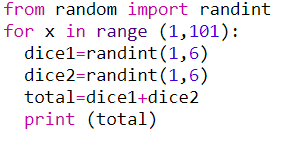 from random import randint
for x in range (1,101):
  dice1=randint(1,6)
  dice2=randint(1,6)
  total=dice1+dice2
  print (total)